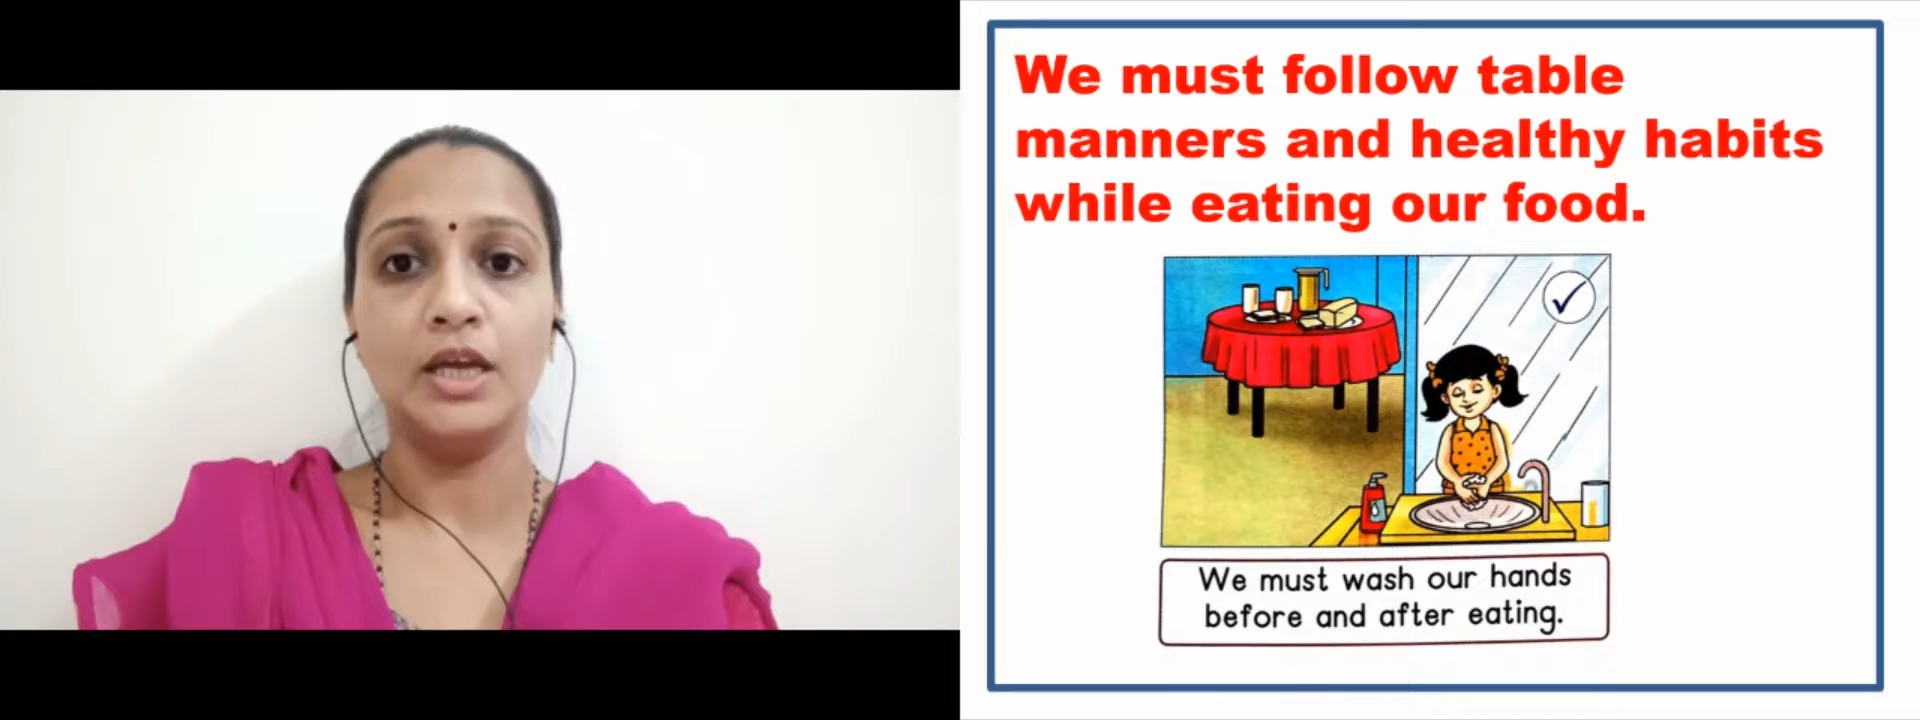 We must follow table
manners and healthy habits
while eating our food.
We must wash our hands
before and after eating.